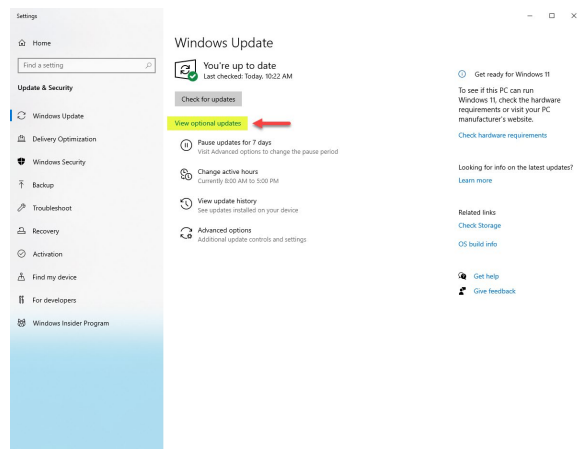 Settings
Home
Find a setting
Update & Security
Windows Update
Delivery Optimization
Windows Security
Backup
Troubleshoot
Recovery
Activation
Find my device
For developers
Windows Insider Program
Windows Update
You're up to date
Last checked: Today, 10:22 AM
Check for updates
View optional updates
Pause updates for 7 days
Visit Advanced options to change the pause period
Change active hours
Currently 8:00 AM to 5:00 PM
View update history
See updates installed on your device
Advanced options
Additional update controls and settings
Get ready for Windows 11
To see if this PC can run
Windows 11, check the hardware
requirements or visit your PC
manufacturer's website.
Check hardware requirements
Looking for info on the latest updates?
Learn more
Related links
Check Storage
OS build info
Get help
Give feedback